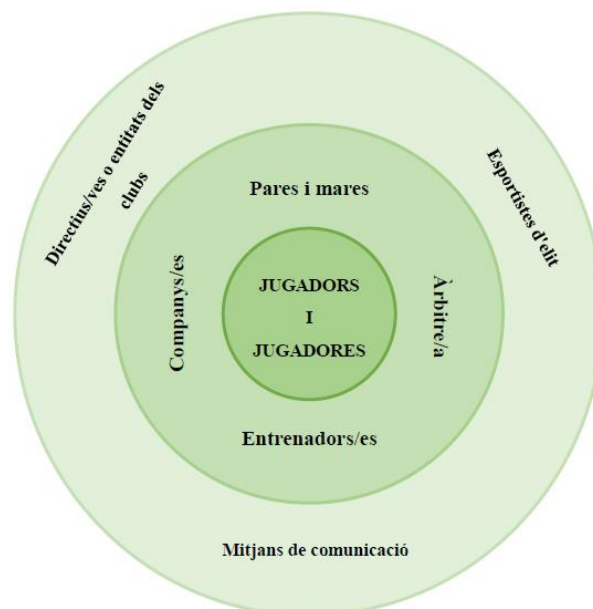 Directius/ves o entitats dels
clubs
Esportistes d'elit
Pares i mares
Companys/es
JUGADORS
I
JUGADORES
Àrbitre/a
Entrenadors/es
Mitjans de comunicació